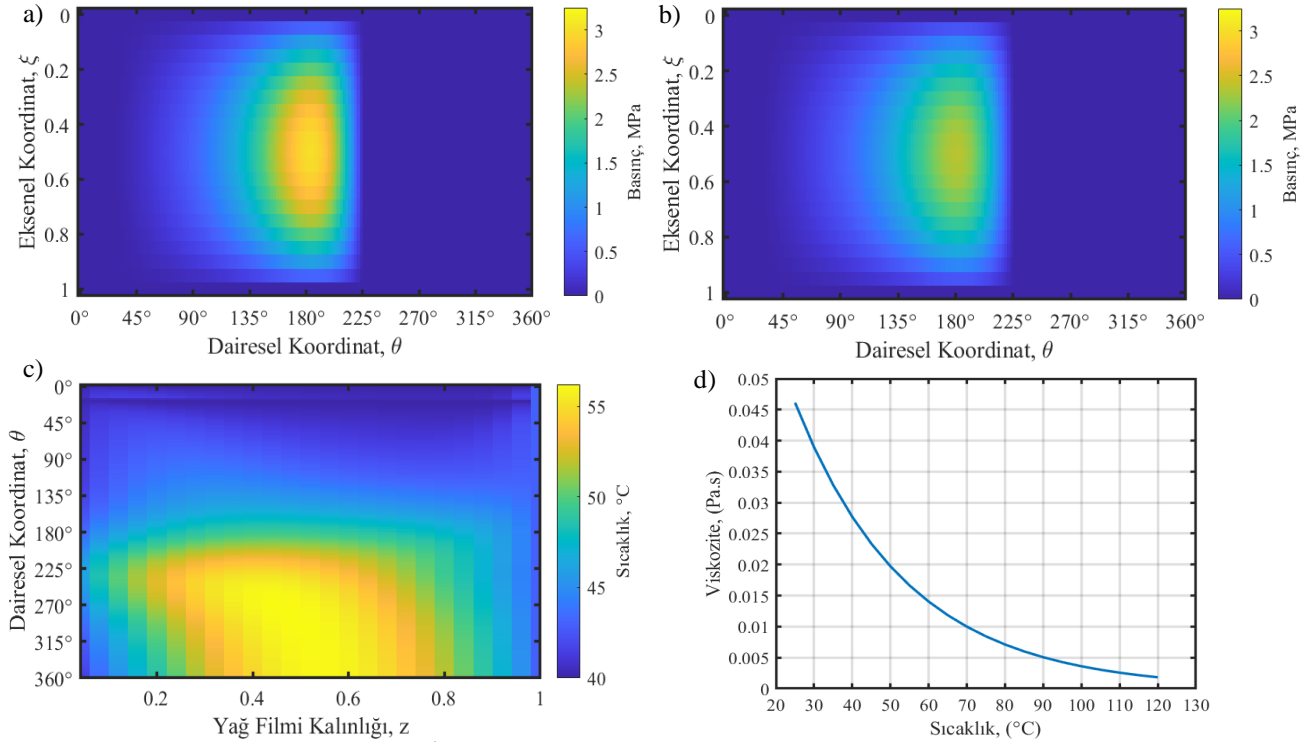 a)
0
0.2
0.4
0.6
0.8
1
Eksenel Koordinat, ξ
0° 45° 90° 135° 180° 225° 270° 315° 360°
Dairesel Koordinat, θ
3
2.5
2
1.5
1
0.5
0
Basınç, MPa
b)
0
0.2
0.4
0.6
0.8
1
Eksenel Koordinat, ξ
0° 45° 90° 135° 180° 225° 270° 315° 360°
Dairesel Koordinat, θ
3
2.5
2
1.5
1
0.5
0
Basınç, MPa
c)
0°
45°
90°
135°
180°
225°
270°
315°
360°
Dairesel Koordinat, θ
0.2 0.4 0.6 0.8 1
Yağ Filmi Kalınlığı, z
55
50
45
40
Sıcaklık, °C
d)
0.05
0.045
0.04
0.035
0.03
0.025
0.02
0.015
0.01
0.005
0
Viskozite, (Pa.s)
20 30 40 50 60 70 80 90 100 110 120 130
Sıcaklık, (°C)